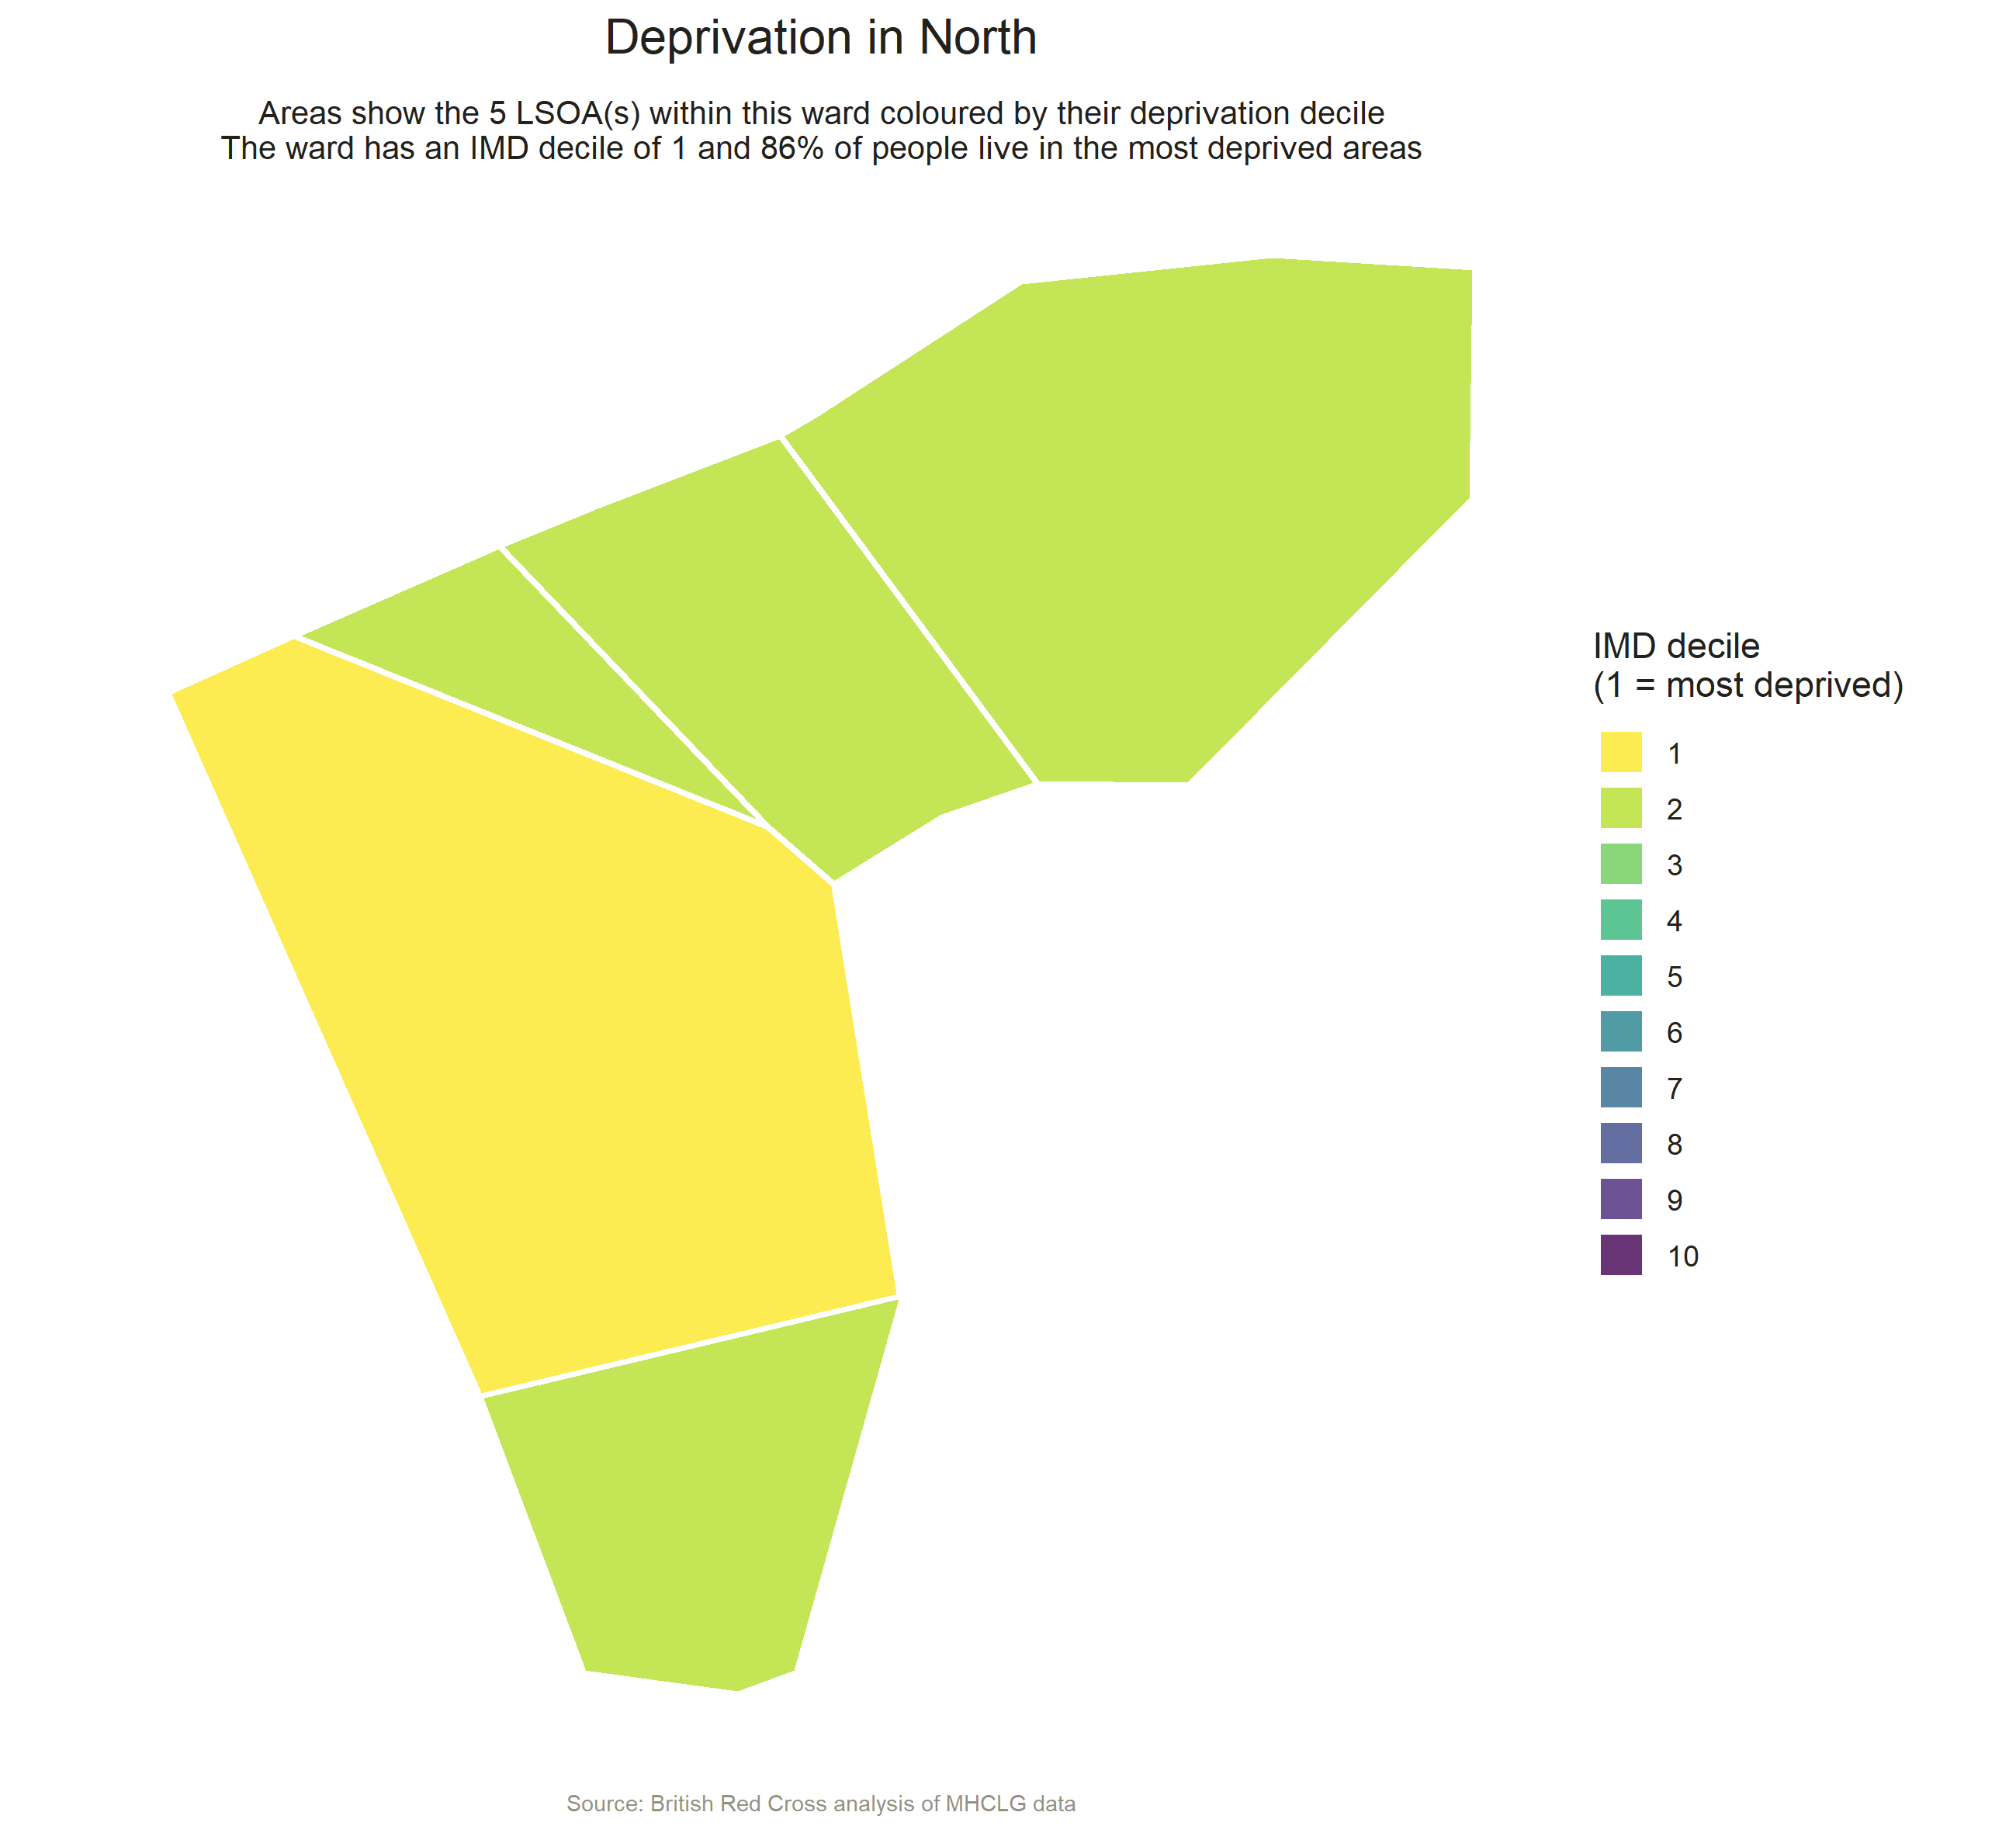 Deprivation in North
Areas show the 5 LSOA(s) within this ward coloured by their deprivation decile
The ward has an IMD decile of 1 and 86% of people live in the most deprived areas
IMD decile
(1 = most deprived)
1
2
3
4
5
6
7
8
9
10
Source: British Red Cross analysis of MHCLG data